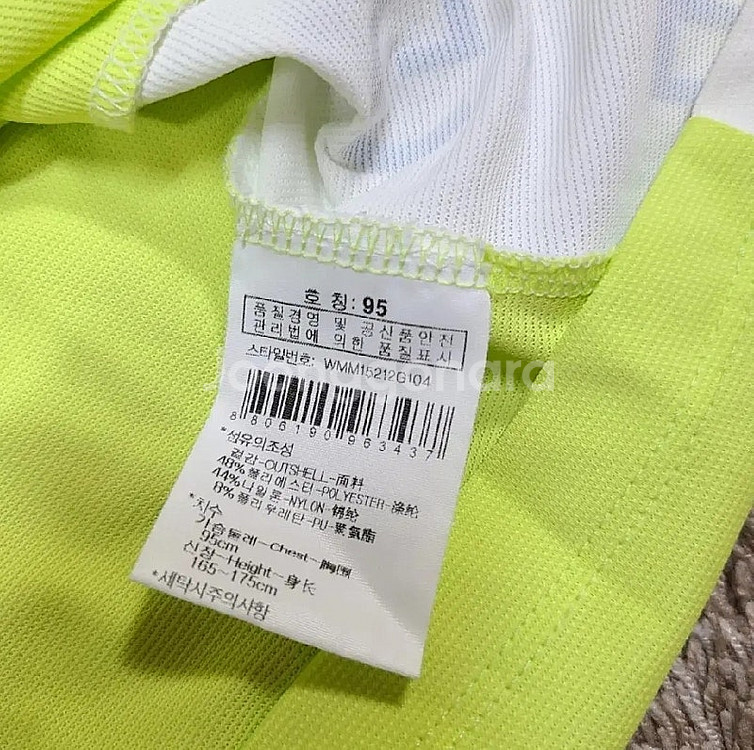 호 칭: 95
품질경영 및 공산품안전
관리법에 의한 품질표시
스타일번호: WMM15212G104
joonggonara
8 806190 963437
*섬유의조성
겉감-OUTSHELL-面料
48%폴리에스터-POLYESTER-涤纶
44%나일론-NYLON-锦纶
8%폴리우레탄-PU-聚氨酯
*치수
가슴둘레-Chest-胸围
95cm
신장-Height-身长
165~175cm
*세탁시주의사항